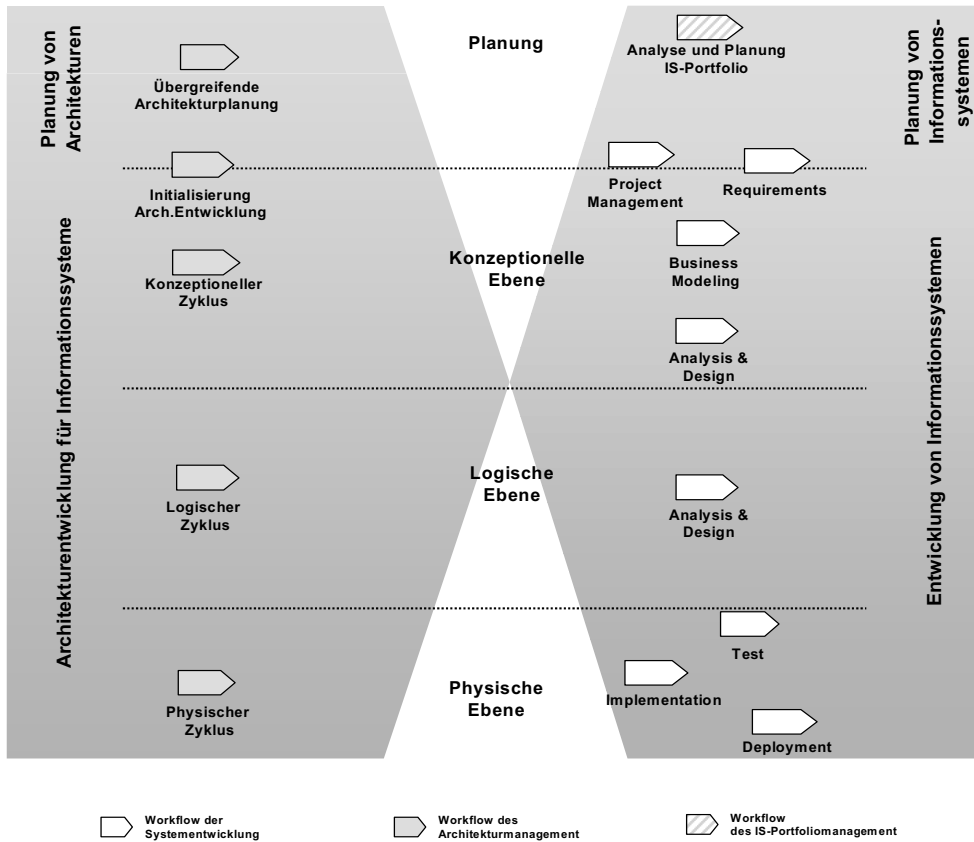 Planung von
Architekturen
Übergreifende
Architekturplanung
Planung
Analyse und Planung
IS-Portfolio
Planung von
Informations-
systemen
Architekturentwicklung für Informationssysteme
Initialisierung
Arch.Entwicklung
Konzeptioneller
Zyklus
Konzeptionelle
Ebene
Project
Management
Requirements
Business
Modeling
Analysis &
Design
Entwicklung von Informationssystemen
Logischer
Zyklus
Logische
Ebene
Analysis &
Design
Physischer
Zyklus
Physische
Ebene
Test
Implementation
Deployment
Workflow der
Systementwicklung
Workflow des
Architekturmanagement
Workflow
des IS-Portfoliomanagement